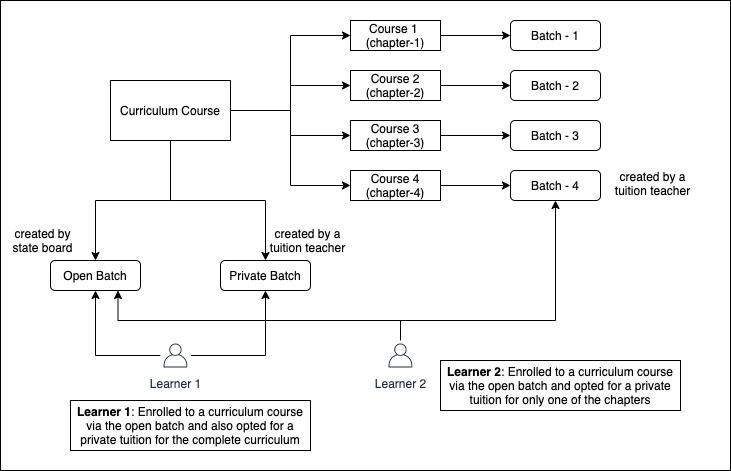 Course 1
(chapter-1)
Batch - 1
Course 2
(chapter-2)
Batch - 2
Curriculum Course
Course 3
(chapter-3)
Batch - 3
Course 4
(chapter-4)
Batch - 4
created by a
tuition teacher
created by
state board
created by a
tuition teacher
Open Batch
Private Batch
Learner 1
Learner 2
Learner 2: Enrolled to a curriculum course
via the open batch and opted for a private
tuition for only one of the chapters
Learner 1: Enrolled to a curriculum course
via the open batch and also opted for a
private tuition for the complete curriculum